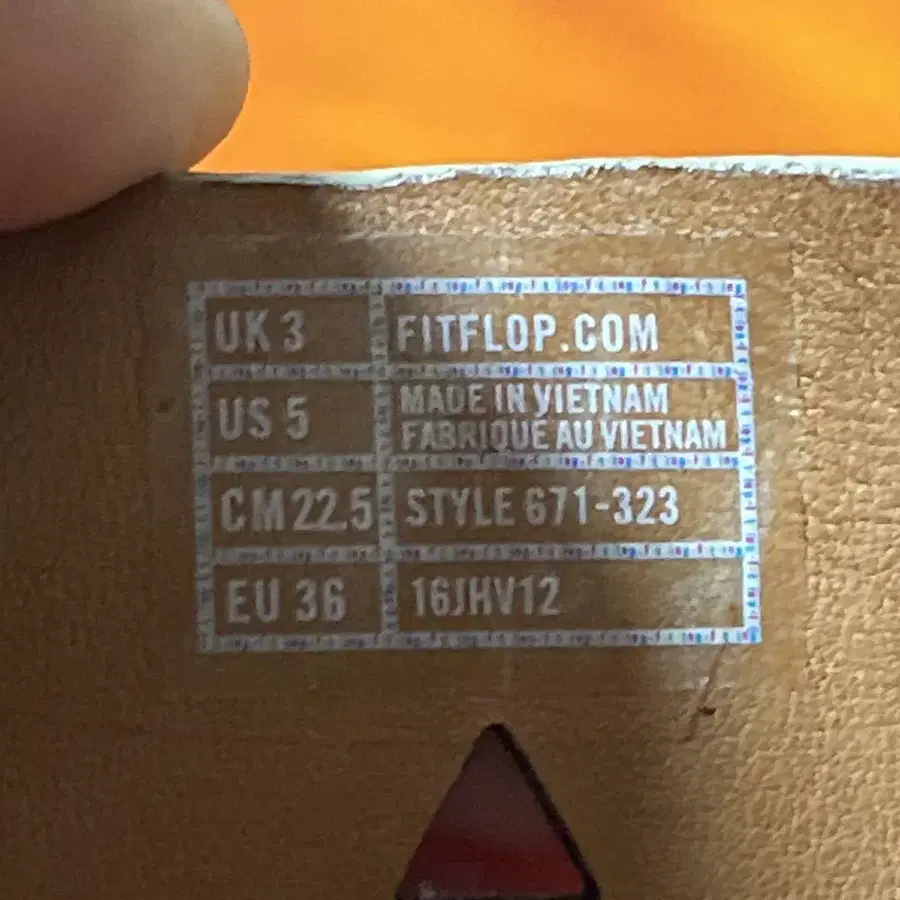 UK 3
FITFLOP.COM
US 5
MADE IN VIETNAM
FABRIQUE AU VIETNAM
CM 22.5
STYLE 671-323
EU 36
16JHV12